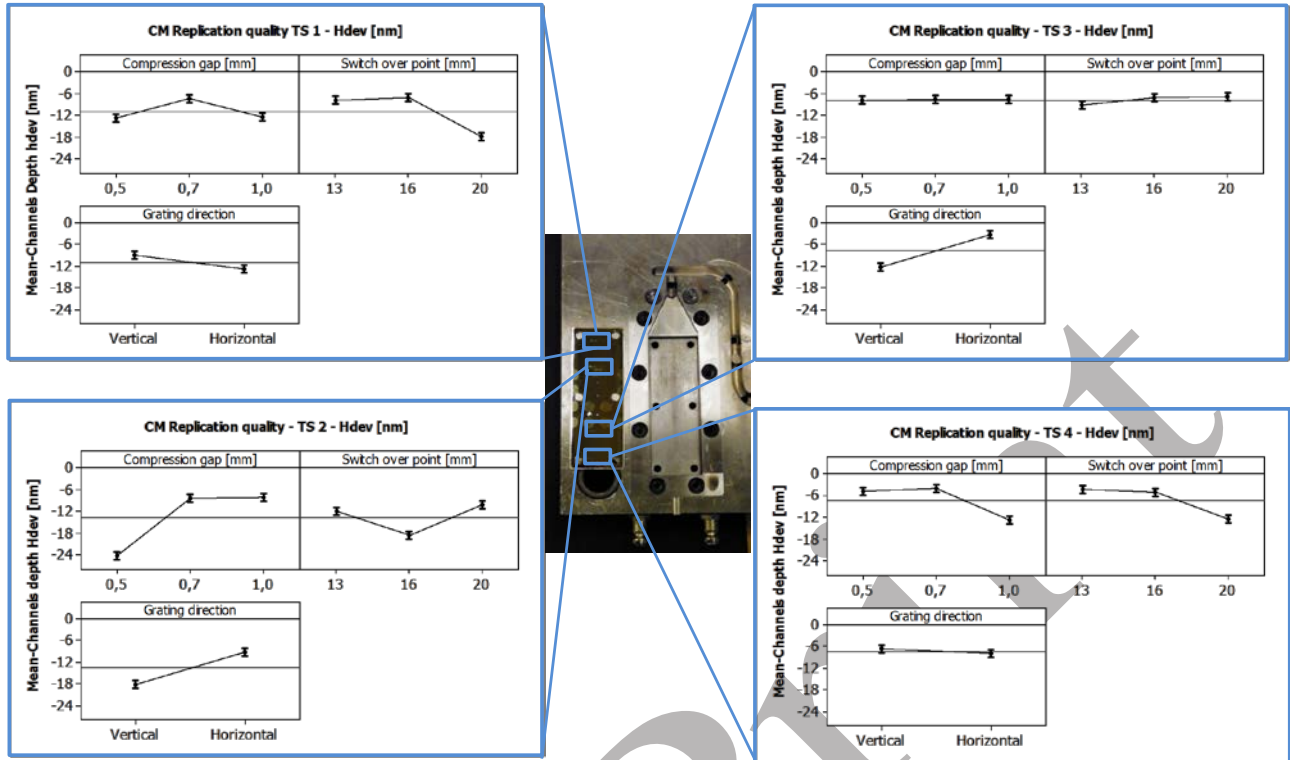 CM Replication quality TS 1 - Hdev [nm]
Mean-Channels Depth hdev [nm]
Compression gap [mm]
Switch over point [mm]
0
-6
-12
-18
-24
0,5 0,7 1,0 13 16 20
Grating direction
0
-6
-12
-18
-24
Vertical Horizontal
CM Replication quality - TS 3 - Hdev [nm]
Mean-Channels depth Hdev [nm]
Compression gap [mm]
Switch over point [mm]
0
-6
-12
-18
-24
0,5 0,7 1,0 13 16 20
Grating direction
0
-6
-12
-18
-24
Vertical Horizontal
CM Replication quality - TS 2 - Hdev [nm]
Mean-Channels depth Hdev [nm]
Compression gap [mm]
Switch over point [mm]
0
-6
-12
-18
-24
0,5 0,7 1,0 13 16 20
Grating direction
0
-6
-12
-18
-24
Vertical Horizontal
CM Replication quality - TS 4 - Hdev [nm]
Mean-Channels depth Hdev [nm]
Compression gap [mm]
Switch over point [mm]
0
-6
-12
-18
-24
0,5 0,7 1,0 13 16 20
Grating direction
0
-6
-12
-18
-24
Vertical Horizontal